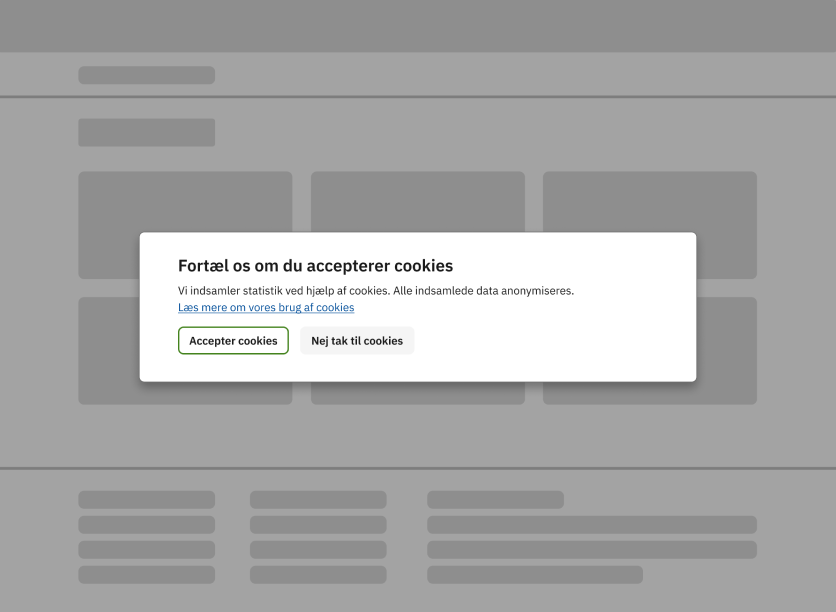 Fortæl os om du accepterer cookies
Vi indsamler statistik ved hjælp af cookies. Alle indsamlede data anonymiseres.
Læs mere om vores brug af cookies
Accepter cookies
Nej tak til cookies